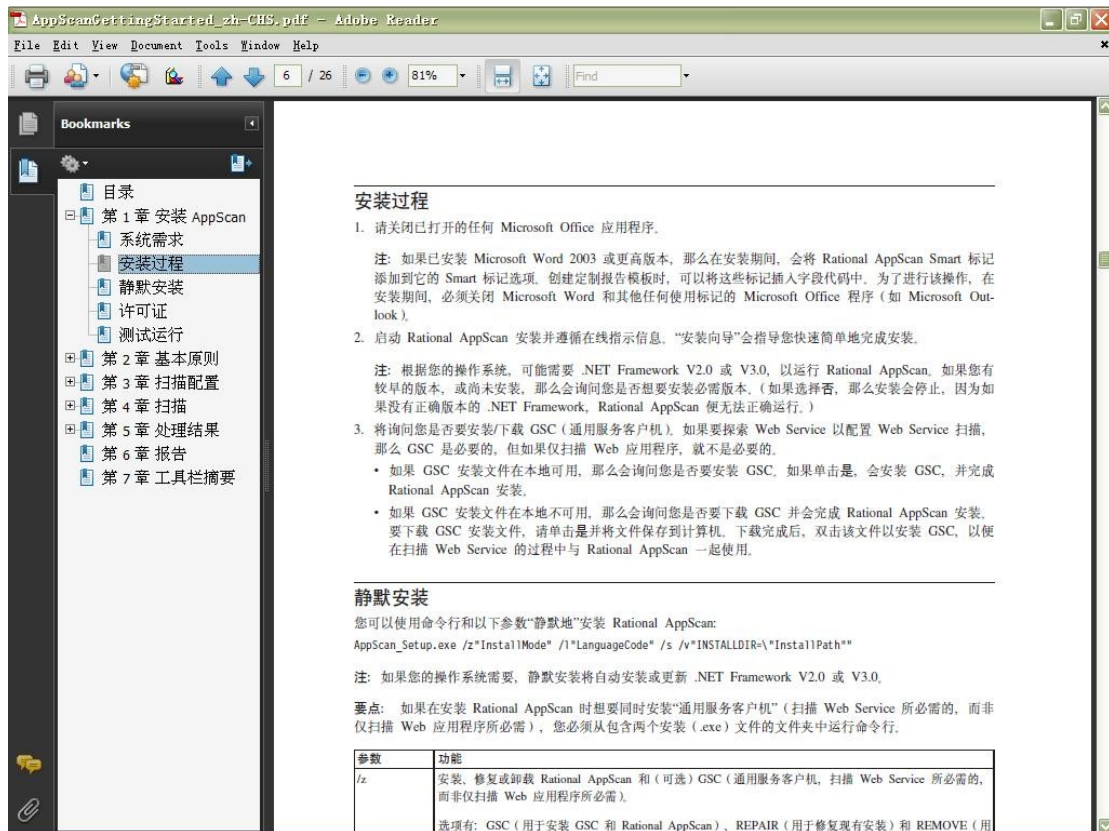 AppScanGettingStarted_zh-CHS.pdf - Adobe Reader
File Edit View Document Tools Window Help
6 / 26 81% Find
Bookmarks
目录
第 1 章 安装 AppScan
系统需求
安装过程
静默安装
许可证
测试运行
第 2 章 基本原则
第 3 章 扫描配置
第 4 章 扫描
第 5 章 处理结果
第 6 章 报告
第 7 章 工具栏摘要
安装过程
1. 请关闭已打开的任何 Microsoft Office 应用程序。
注: 如果已安装 Microsoft Word 2003 或更高版本，那么在安装期间，会将 Rational AppScan Smart 标记
添加到它的 Smart 标记选项。创建定制报告模板时，可以将这些标记插入字段代码中。为了进行该操作，在
安装期间，必须关闭 Microsoft Word 和其他任何使用标记的 Microsoft Office 程序（如 Microsoft Out-
look）。
2. 启动 Rational AppScan 安装并遵循在线指示信息。“安装向导”会指导您快速简单地完成安装。
注: 根据您的操作系统，可能需要 .NET Framework V2.0 或 V3.0，以运行 Rational AppScan。如果您有
较早的版本，或尚未安装，那么会询问您是否想要安装必需版本。（如果选择否，那么安装会停止，因为如
果没有正确版本的 .NET Framework，Rational AppScan 便无法正确运行。）
3. 将询问您是否要安装/下载 GSC（通用服务客户机）。如果要探索 Web Service 以配置 Web Service 扫描，
那么 GSC 是必要的，但如果仅扫描 Web 应用程序，就不是必要的。
• 如果 GSC 安装文件在本地可用，那么会询问您是否要安装 GSC。如果单击是，会安装 GSC，并完成
Rational AppScan 安装。
• 如果 GSC 安装文件在本地不可用，那么会询问您是否要下载 GSC 并会完成 Rational AppScan 安装。
要下载 GSC 安装文件，请单击是并将文件保存到计算机。下载完成后，双击该文件以安装 GSC，以便
在扫描 Web Service 的过程中与 Rational AppScan 一起使用。
静默安装
您可以使用命令行和以下参数“静默地”安装 Rational AppScan:
AppScan_Setup.exe /z"InstallMode" /l"LanguageCode" /s /v"INSTALLDIR=\"InstallPath""
注: 如果您的操作系统需要，静默安装将自动安装或更新 .NET Framework V2.0 或 V3.0。
要点: 如果在安装 Rational AppScan 时想要同时安装“通用服务客户机”（扫描 Web Service 所必需的，而非
仅扫描 Web 应用程序所必需），您必须从包含两个安装（.exe）文件的文件夹中运行命令行。
参数 功能
/z 安装、修复或卸载 Rational AppScan 和（可选）GSC（通用服务客户机，扫描 Web Service 所必需的，
而非仅扫描 Web 应用程序所必需）。
选项有: GSC（用于安装 GSC 和 Rational AppScan）、REPAIR（用于修复现有安装）和 REMOVE（用